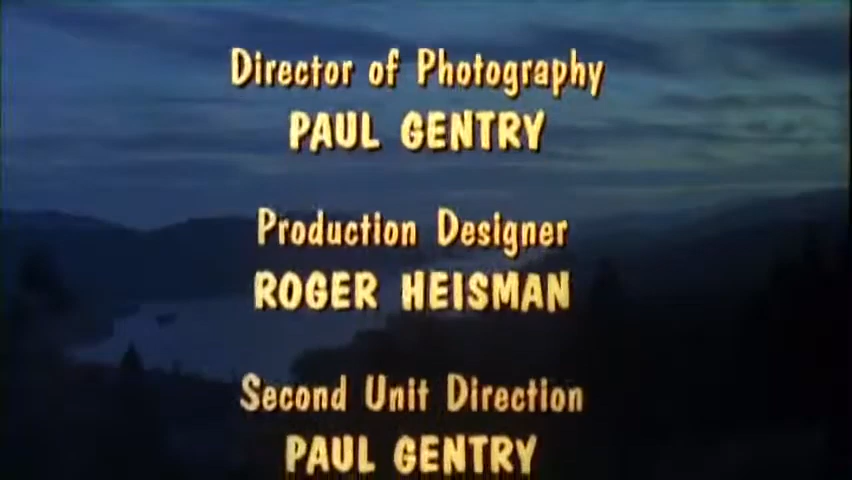 Director of Photography
PAUL GENTRY
Production Designer
ROGER HEISMAN
Second Unit Direction
PAUL GENTRY